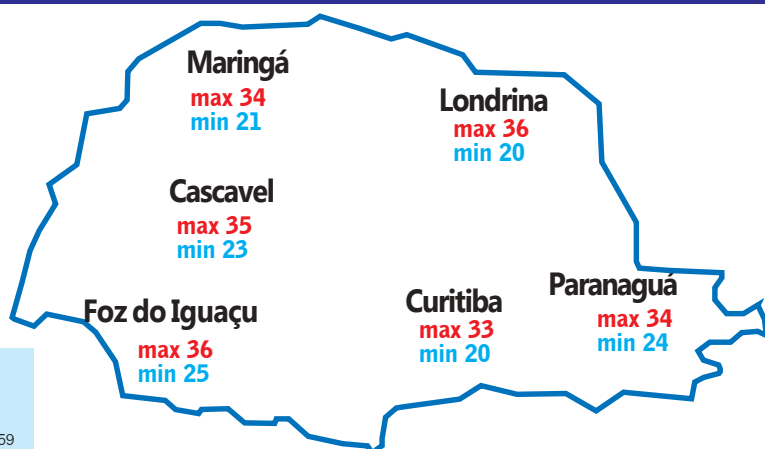 Maringá
max 34
min 21
Londrina
max 36
min 20
Cascavel
max 35
min 23
Foz do Iguaçu
max 36
min 25
Curitiba
max 33
min 20
Paranaguá
max 34
min 24
59